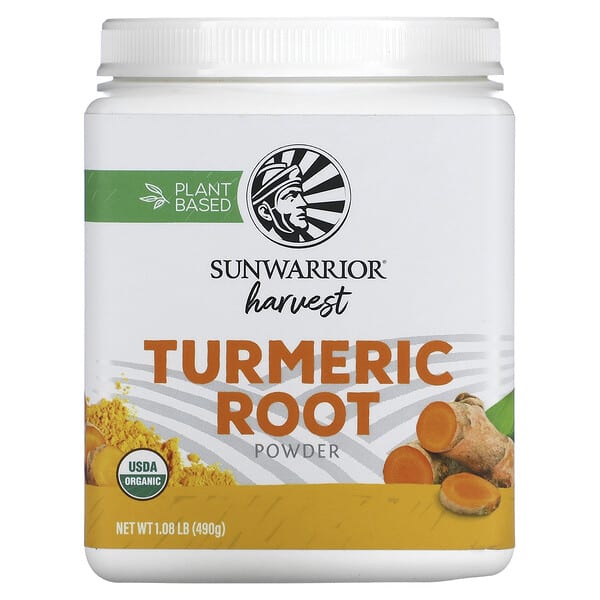 PLANT
BASED
SUNWARRIOR®
harvest
TURMERIC
ROOT
POWDER
USDA
ORGANIC
NET WT 1.08 LB (490g)